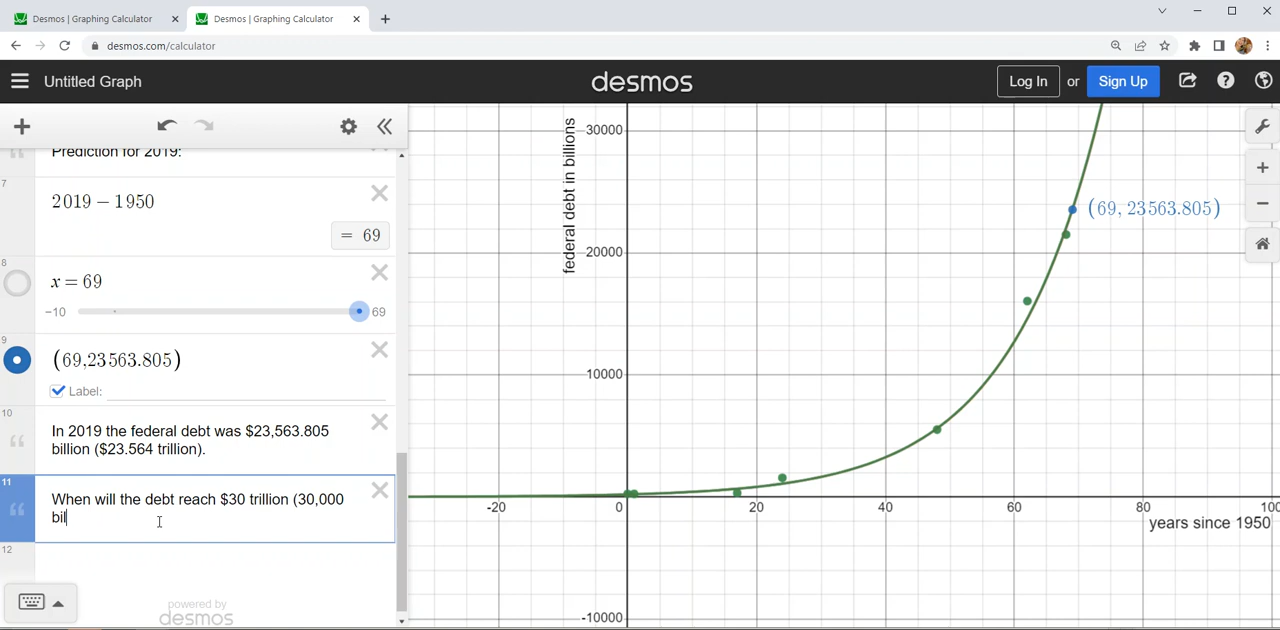 Desmos | Graphing Calculator
Desmos | Graphing Calculator
desmos.com/calculator
Untitled Graph
desmos
Log In or Sign Up
Prediction for 2019:
7
2019 − 1950
= 69
8
x = 69
−10
69
9
(69,23563.805)
Label:
10
In 2019 the federal debt was $23,563.805
billion ($23.564 trillion).
11
When will the debt reach $30 trillion (30,000
bil
12
powered by
desmos
federal debt in billions
30000
20000
10000
-10000
(69, 23563.805)
-20
0
20
40
60
80
100
years since 1950